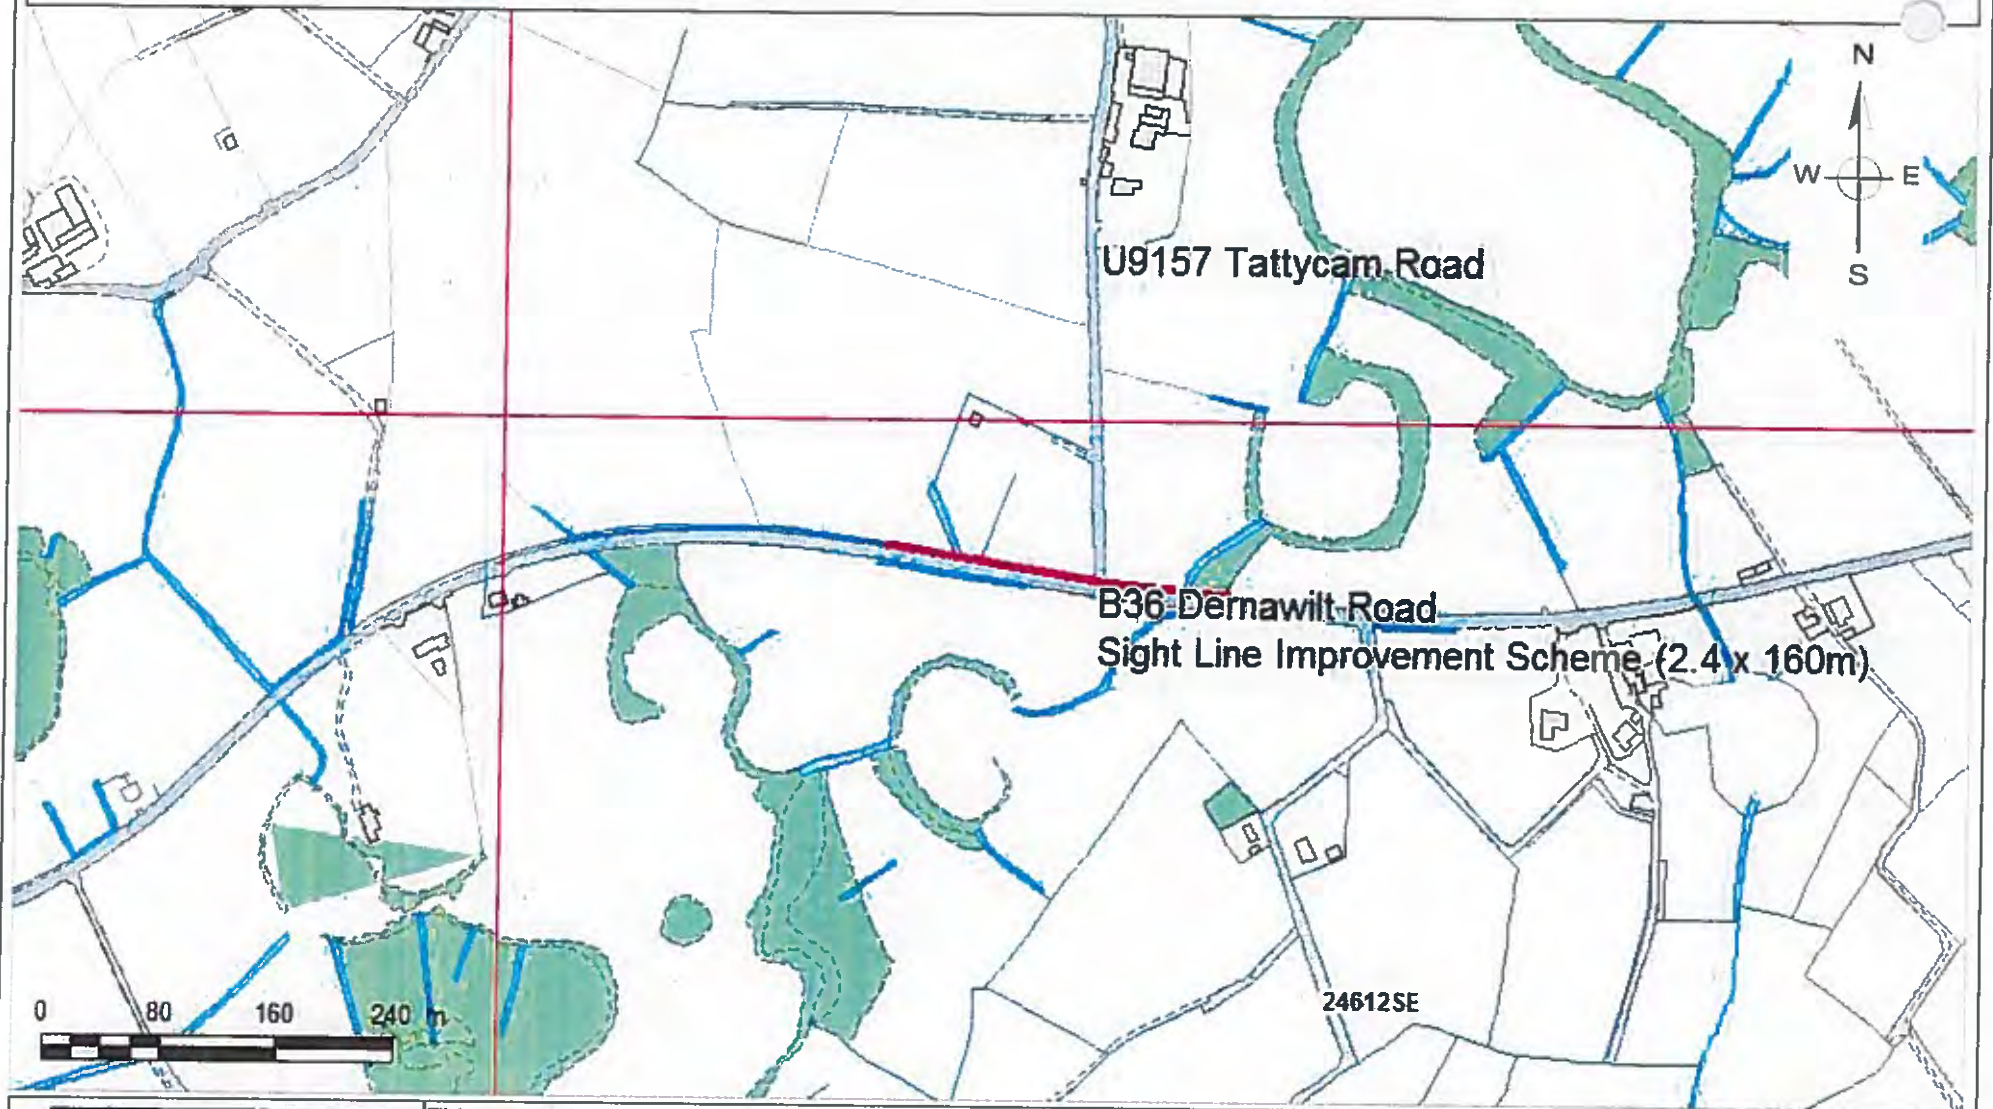 N
W E
S
U9157 Tattycam Road
B36 Dernawilt Road
Sight Line Improvement Scheme (2.4 x 160m)
24612SE
0 80 160 240 m